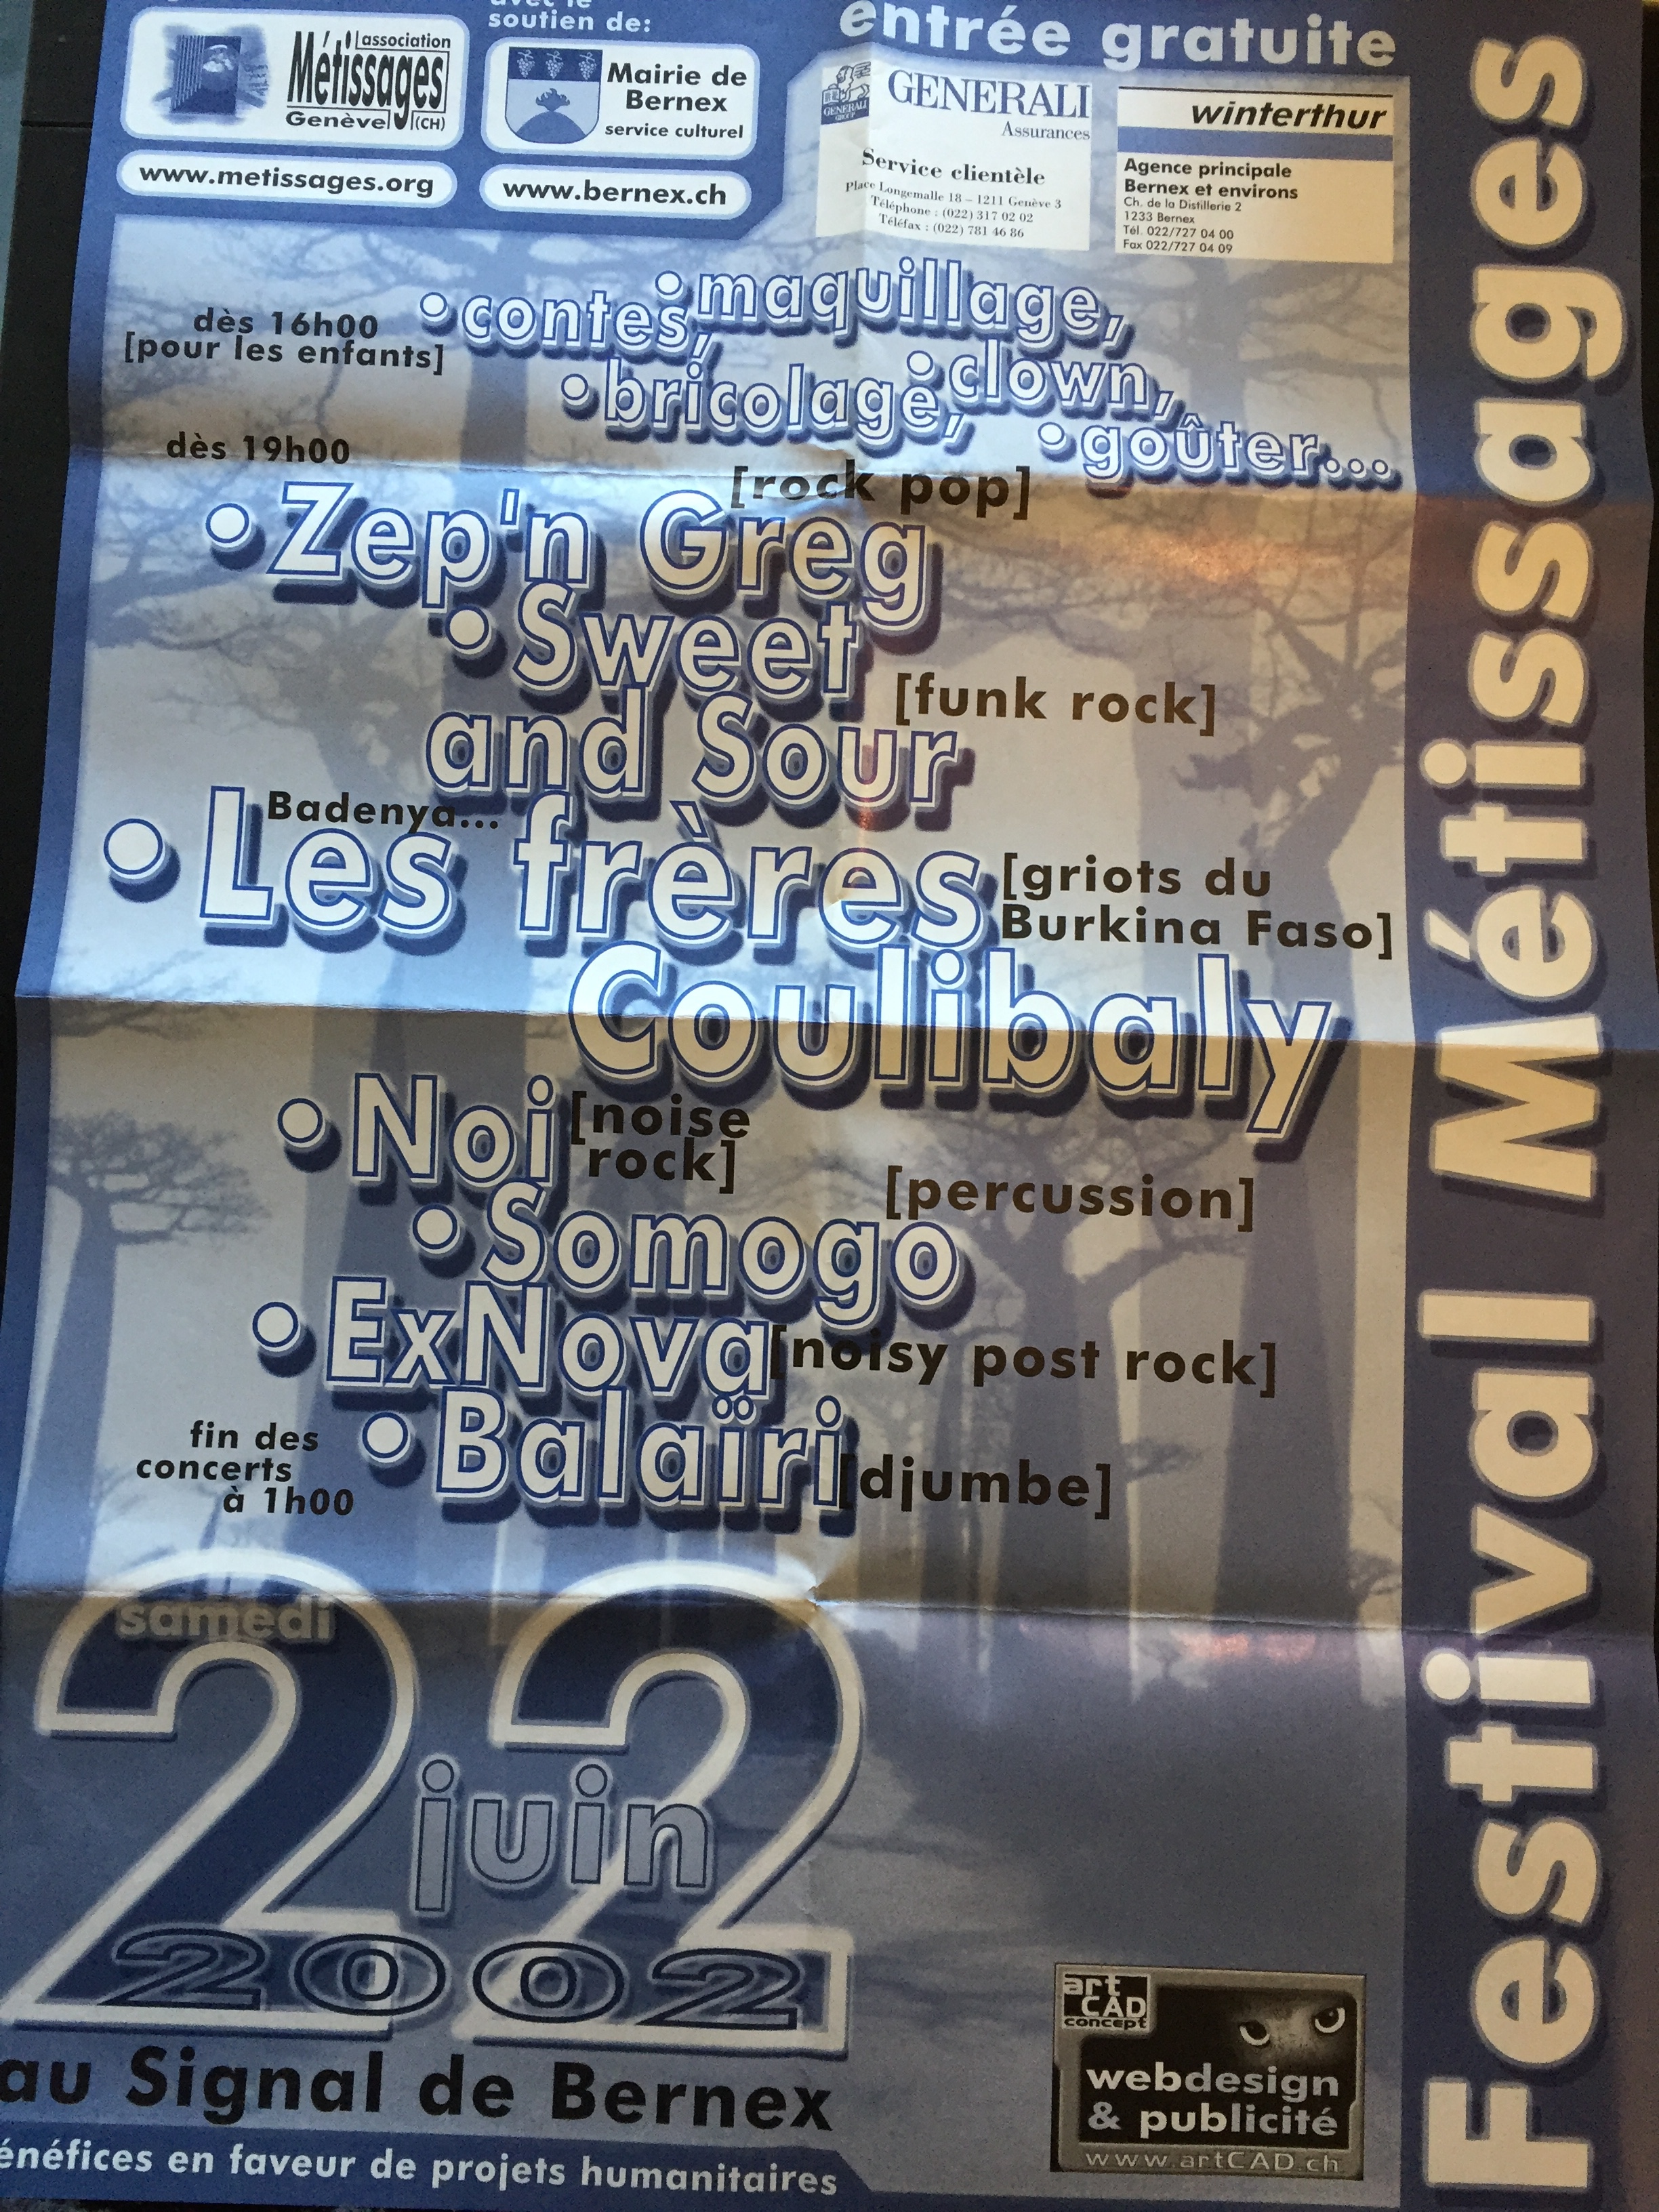 soutien de:
entrée gratuite
association
Métissages
Genève (CH)
www.metissages.org
Mairie de
Bernex
service culturel
www.bernex.ch
GENERALI
GROUP
GENERALI
Assurances
Service clientèle
Place Longemalle 18 – 1211 Genève 3
Téléphone : (022) 317 02 02
Téléfax : (022) 781 46 86
winterthur
Agence principale
Bernex et environs
Ch. de la Distillerie 2
1233 Bernex
Tél. 022/727 04 00
Fax 022/727 04 09
dès 16h00
[pour les enfants]
•contes, •maquillage,
•bricolage, •clown,
•goûter...
dès 19h00
[rock pop]
•Zep'n Greg
•Sweet
and Sour [funk rock]
Badenya...
•Les frères [griots du
Burkina Faso]
Coulibaly
•Noi [noise
rock]
[percussion]
•Somogo
•ExNova [noisy post rock]
•Balaïri [djumbe]
fin des
concerts
à 1h00
samedi
22
juin
2002
au Signal de Bernex
énéfices en faveur de projets humanitaires
art
CAD
concept
webdesign
& publicité
www.artCAD.ch
Festival Métissages